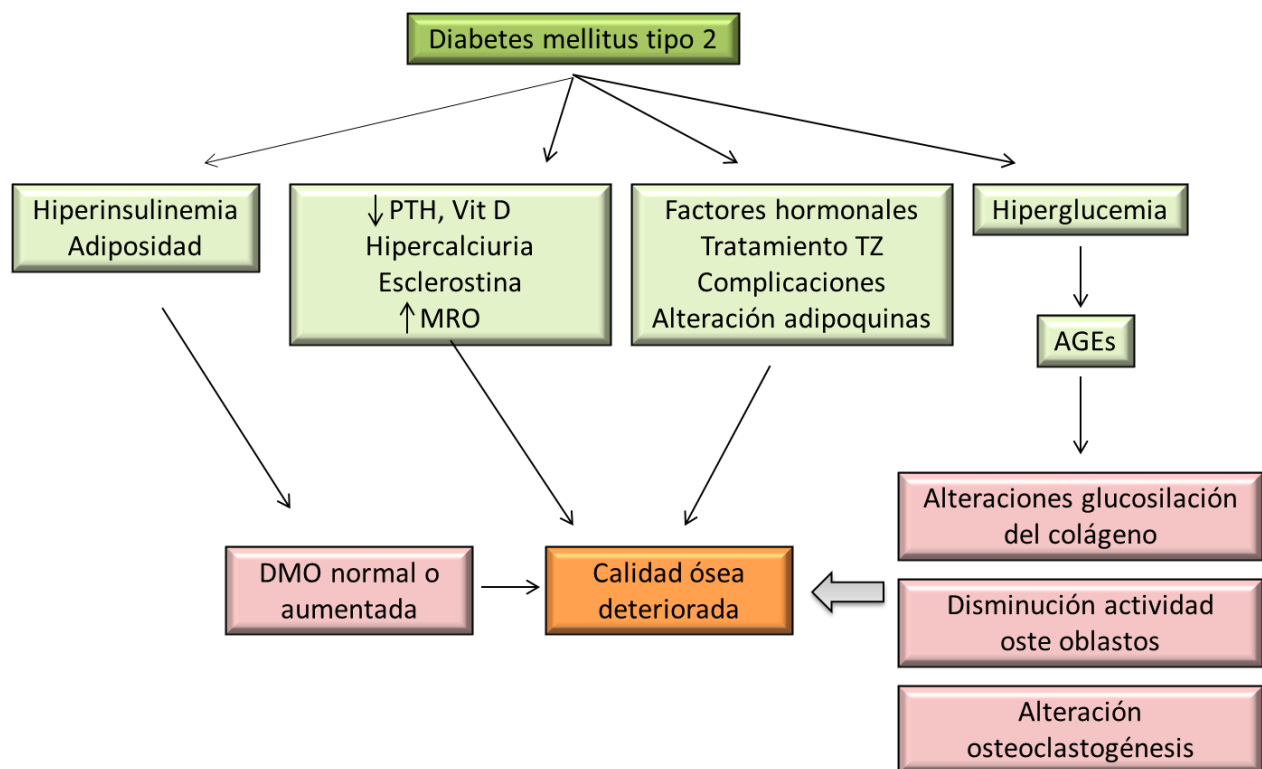 Diabetes mellitus tipo 2
Hiperinsulinemia
Adiposidad
↓ PTH, Vit D
Hipercalciuria
Esclerostina
↑ MRO
Factores hormonales
Tratamiento TZ
Complicaciones
Alteración adipoquinas
Hiperglucemia
AGEs
Alteraciones glucosilación
del colágeno
DMO normal o
aumentada
Calidad ósea
deteriorada
Disminución actividad
oste oblastos
Alteración
osteoclastogénesis